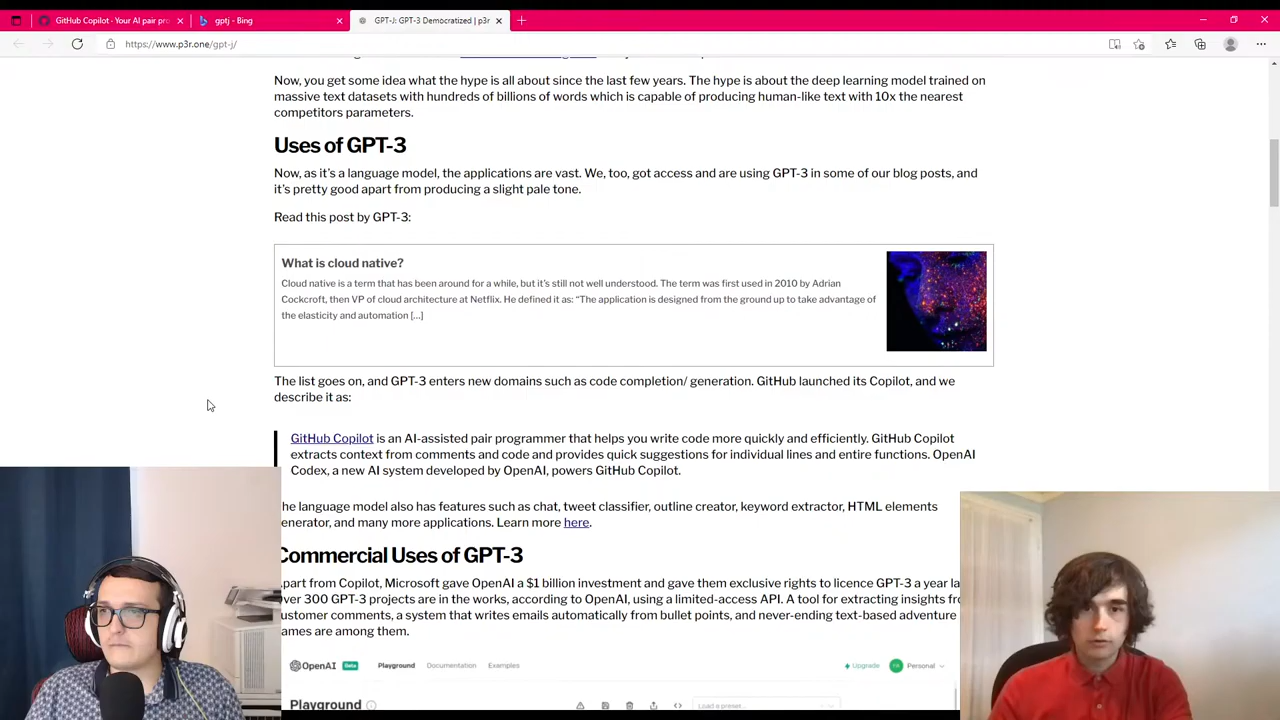 GitHub Copilot · Your AI pair pro
gptj - Bing
GPT-J: GPT-3 Democratized | p3r
https://www.p3r.one/gpt-j/
Now, you get some idea what the hype is all about since the last few years. The hype is about the deep learning model trained on
massive text datasets with hundreds of billions of words which is capable of producing human-like text with 10x the nearest
competitors parameters.
Uses of GPT-3
Now, as it's a language model, the applications are vast. We, too, got access and are using GPT-3 in some of our blog posts, and
it's pretty good apart from producing a slight pale tone.
Read this post by GPT-3:
What is cloud native?
Cloud native is a term that has been around for a while, but it's still not well understood. The term was first used in 2010 by Adrian
Cockcroft, then VP of cloud architecture at Netflix. He defined it as: “The application is designed from the ground up to take advantage of
the elasticity and automation […]
The list goes on, and GPT-3 enters new domains such as code completion/ generation. GitHub launched its Copilot, and we
describe it as:
GitHub Copilot is an AI-assisted pair programmer that helps you write code more quickly and efficiently. GitHub Copilot
extracts context from comments and code and provides quick suggestions for individual lines and entire functions. OpenAI
Codex, a new AI system developed by OpenAI, powers GitHub Copilot.
he language model also has features such as chat, tweet classifier, outline creator, keyword extractor, HTML elements
enerator, and many more applications. Learn more here.
Commercial Uses of GPT-3
part from Copilot, Microsoft gave OpenAI a $1 billion investment and gave them exclusive rights to licence GPT-3 a year la
ver 300 GPT-3 projects are in the works, according to OpenAI, using a limited-access API. A tool for extracting insights fr
ustomer comments, a system that writes emails automatically from bullet points, and never-ending text-based adventure
ames are among them.
OpenAI Beta Playground Documentation Examples Upgrade Personal
Playground Load a preset...